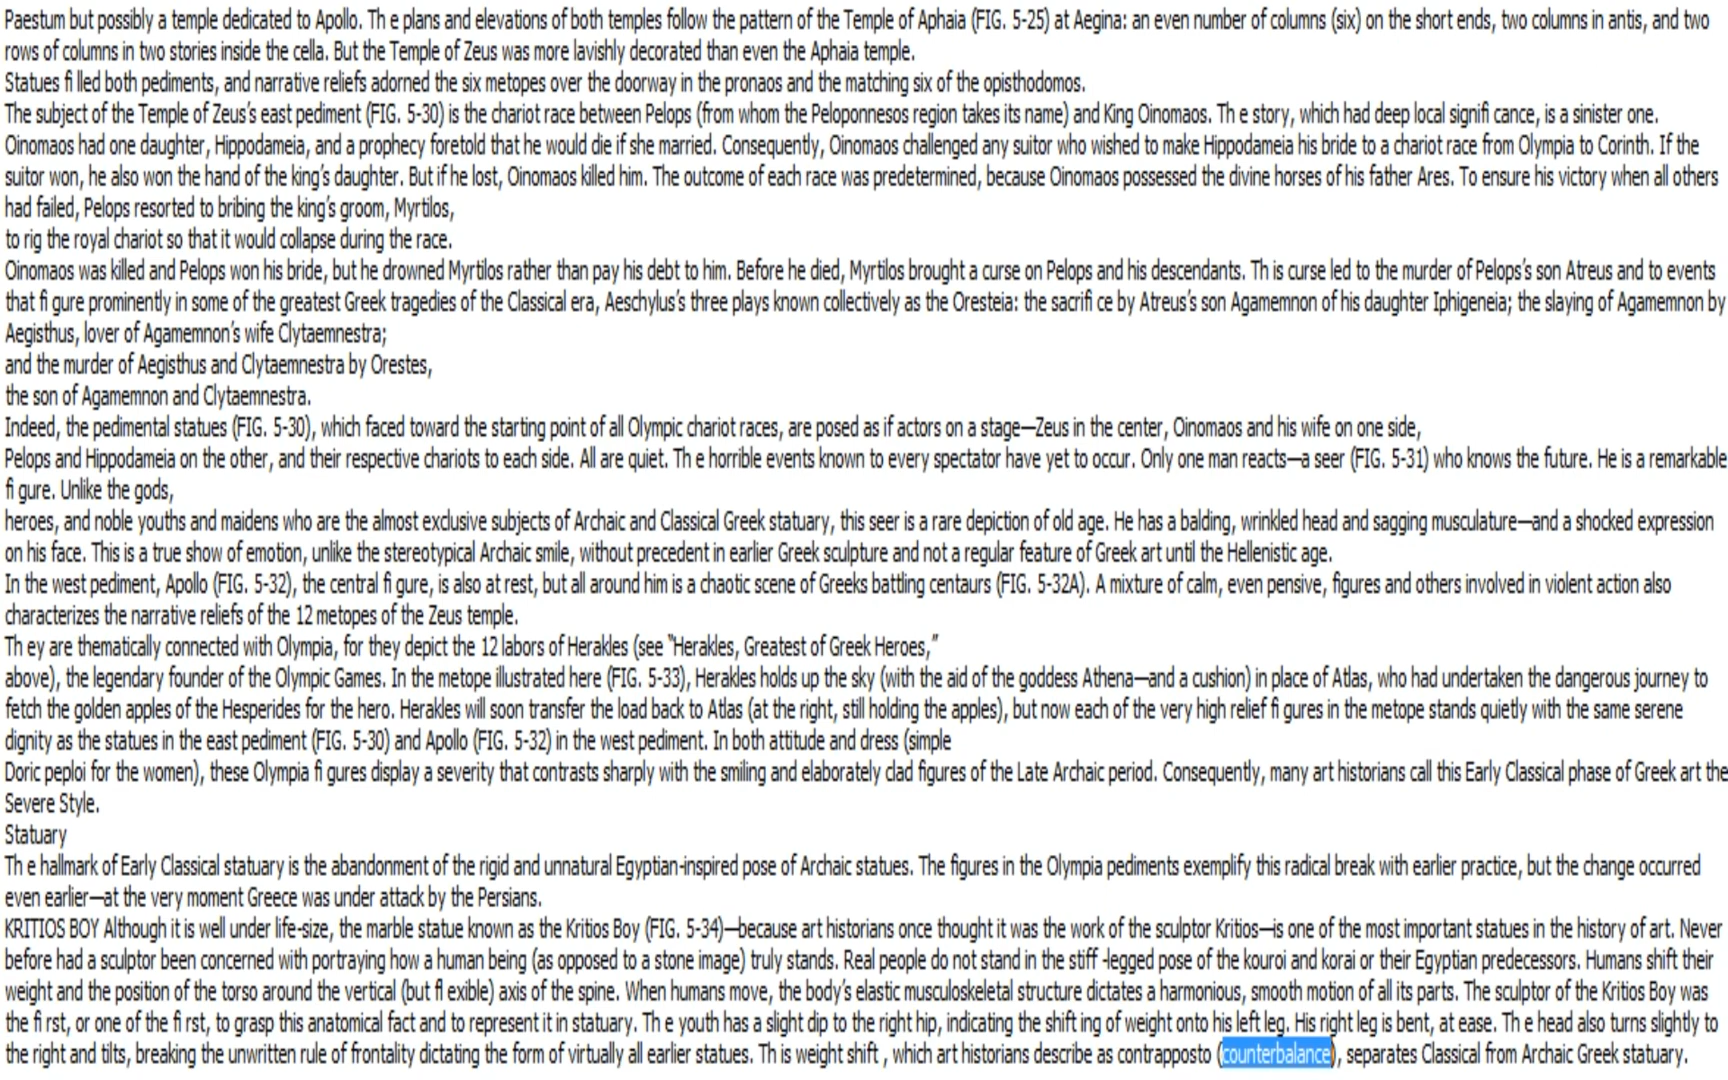 Paestum but possibly a temple dedicated to Apollo. Th e plans and elevations of both temples follow the pattern of the Temple of Aphaia (FIG. 5-25) at Aegina: an even number of columns (six) on the short ends, two columns in antis, and two
rows of columns in two stories inside the cella. But the Temple of Zeus was more lavishly decorated than even the Aphaia temple.
Statues fi lled both pediments, and narrative reliefs adorned the six metopes over the doorway in the pronaos and the matching six of the opisthodomos.
The subject of the Temple of Zeus’s east pediment (FIG. 5-30) is the chariot race between Pelops (from whom the Peloponnesos region takes its name) and King Oinomaos. Th e story, which had deep local signifi cance, is a sinister one.
Oinomaos had one daughter, Hippodameia, and a prophecy foretold that he would die if she married. Consequently, Oinomaos challenged any suitor who wished to make Hippodameia his bride to a chariot race from Olympia to Corinth. If the
suitor won, he also won the hand of the king’s daughter. But if he lost, Oinomaos killed him. The outcome of each race was predetermined, because Oinomaos possessed the divine horses of his father Ares. To ensure his victory when all others
had failed, Pelops resorted to bribing the king’s groom, Myrtilos,
to rig the royal chariot so that it would collapse during the race.
Oinomaos was killed and Pelops won his bride, but he drowned Myrtilos rather than pay his debt to him. Before he died, Myrtilos brought a curse on Pelops and his descendants. Th is curse led to the murder of Pelops’s son Atreus and to events
that fi gure prominently in some of the greatest Greek tragedies of the Classical era, Aeschylus’s three plays known collectively as the Oresteia: the sacrifi ce by Atreus’s son Agamemnon of his daughter Iphigeneia; the slaying of Agamemnon by
Aegisthus, lover of Agamemnon’s wife Clytaemnestra;
and the murder of Aegisthus and Clytaemnestra by Orestes,
the son of Agamemnon and Clytaemnestra.
Indeed, the pedimental statues (FIG. 5-30), which faced toward the starting point of all Olympic chariot races, are posed as if actors on a stage—Zeus in the center, Oinomaos and his wife on one side,
Pelops and Hippodameia on the other, and their respective chariots to each side. All are quiet. Th e horrible events known to every spectator have yet to occur. Only one man reacts—a seer (FIG. 5-31) who knows the future. He is a remarkable
fi gure. Unlike the gods,
heroes, and noble youths and maidens who are the almost exclusive subjects of Archaic and Classical Greek statuary, this seer is a rare depiction of old age. He has a balding, wrinkled head and sagging musculature—and a shocked expression
on his face. This is a true show of emotion, unlike the stereotypical Archaic smile, without precedent in earlier Greek sculpture and not a regular feature of Greek art until the Hellenistic age.
In the west pediment, Apollo (FIG. 5-32), the central fi gure, is also at rest, but all around him is a chaotic scene of Greeks battling centaurs (FIG. 5-32A). A mixture of calm, even pensive, figures and others involved in violent action also
characterizes the narrative reliefs of the 12 metopes of the Zeus temple.
Th ey are thematically connected with Olympia, for they depict the 12 labors of Herakles (see “Herakles, Greatest of Greek Heroes,”
above), the legendary founder of the Olympic Games. In the metope illustrated here (FIG. 5-33), Herakles holds up the sky (with the aid of the goddess Athena—and a cushion) in place of Atlas, who had undertaken the dangerous journey to
fetch the golden apples of the Hesperides for the hero. Herakles will soon transfer the load back to Atlas (at the right, still holding the apples), but now each of the very high relief fi gures in the metope stands quietly with the same serene
dignity as the statues in the east pediment (FIG. 5-30) and Apollo (FIG. 5-32) in the west pediment. In both attitude and dress (simple
Doric peploi for the women), these Olympia fi gures display a severity that contrasts sharply with the smiling and elaborately clad figures of the Late Archaic period. Consequently, many art historians call this Early Classical phase of Greek art the
Severe Style.
Statuary
Th e hallmark of Early Classical statuary is the abandonment of the rigid and unnatural Egyptian-inspired pose of Archaic statues. The figures in the Olympia pediments exemplify this radical break with earlier practice, but the change occurred
even earlier—at the very moment Greece was under attack by the Persians.
KRITIOS BOY Although it is well under life-size, the marble statue known as the Kritios Boy (FIG. 5-34)—because art historians once thought it was the work of the sculptor Kritios—is one of the most important statues in the history of art. Never
before had a sculptor been concerned with portraying how a human being (as opposed to a stone image) truly stands. Real people do not stand in the stiff -legged pose of the kouroi and korai or their Egyptian predecessors. Humans shift their
weight and the position of the torso around the vertical (but fl exible) axis of the spine. When humans move, the body’s elastic musculoskeletal structure dictates a harmonious, smooth motion of all its parts. The sculptor of the Kritios Boy was
the fi rst, or one of the fi rst, to grasp this anatomical fact and to represent it in statuary. Th e youth has a slight dip to the right hip, indicating the shift ing of weight onto his left leg. His right leg is bent, at ease. Th e head also turns slightly to
the right and tilts, breaking the unwritten rule of frontality dictating the form of virtually all earlier statues. Th is weight shift , which art historians describe as contrapposto (counterbalance), separates Classical from Archaic Greek statuary.